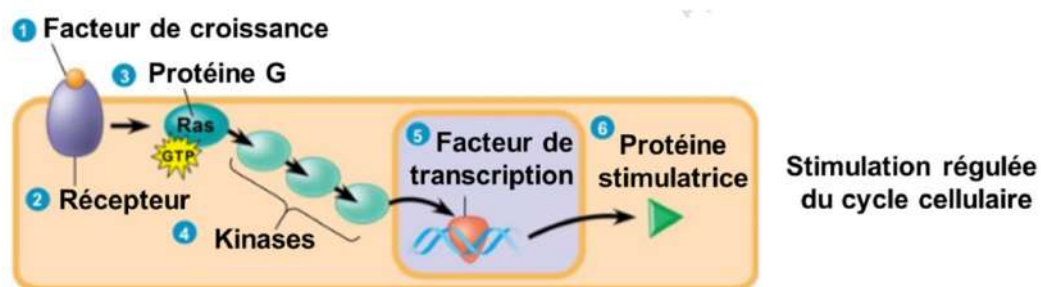 1 Facteur de croissance
3 Protéine G
Ras
GTP
2 Récepteur
4 Kinases
5 Facteur de
transcription
6 Protéine
stimulatrice
Stimulation régulée
du cycle cellulaire